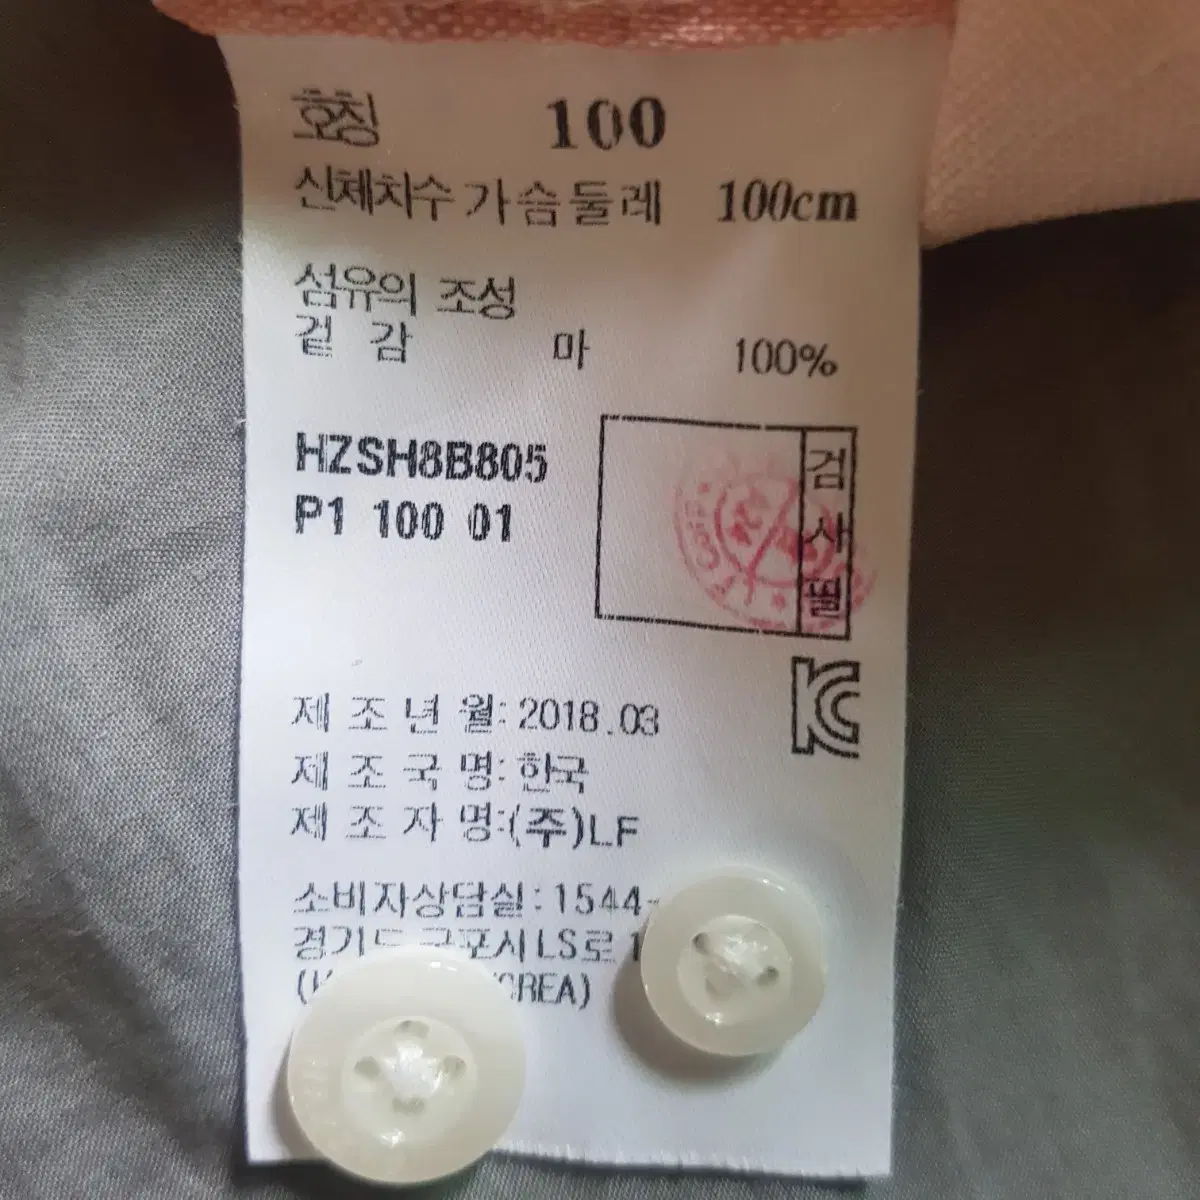 호칭 100
신체치수 가슴둘레 100cm
섬유의 조성
겉 감 마 100%
HZSH8B805
P1 100 01
검사필
KC
제 조 년 월: 2018.03
제 조 국 명: 한국
제 조 자 명:(주)LF
소비자상담실: 1544-
경기도 군포시 LS로 1